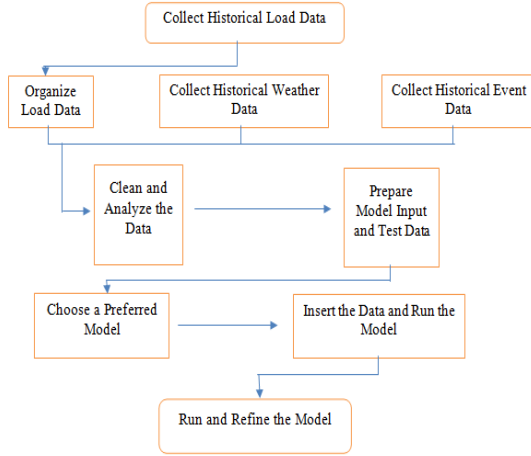 Collect Historical Load Data
Organize
Load Data
Collect Historical Weather
Data
Collect Historical Event
Data
Clean and
Analyze the
Data
Prepare
Model Input
and Test Data
Choose a Preferred
Model
Insert the Data and Run the
Model
Run and Refine the Model